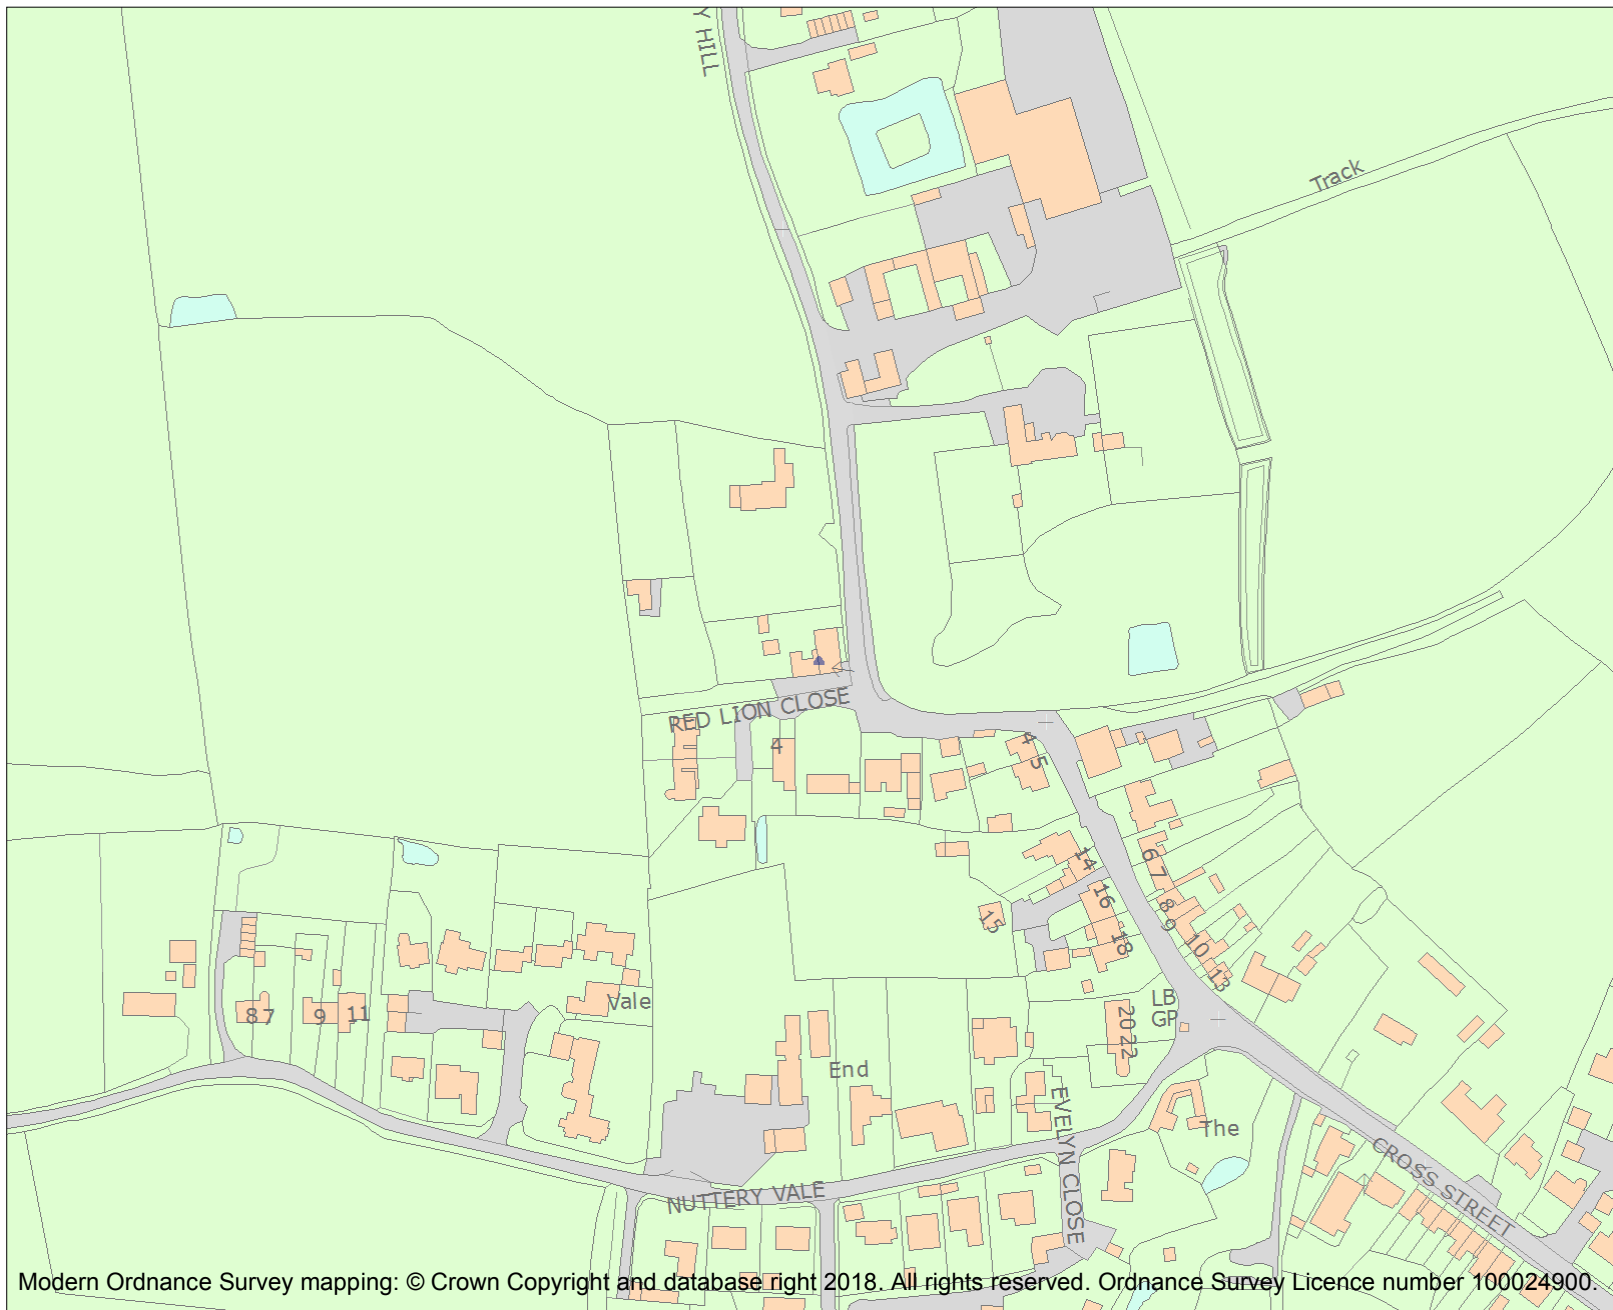 Y HILL
Track
RED LION CLOSE
4
4
5
14
16
18
15
6
7
8
9
10
13
LB
GP
20
22
Vale
8
7
9
11
End
The
EVELYN CLOSE
CROSS STREET
NUTTERY VALE
Modern Ordnance Survey mapping: © Crown Copyright and database right 2018. All rights reserved. Ordnance Survey Licence number 100024900.